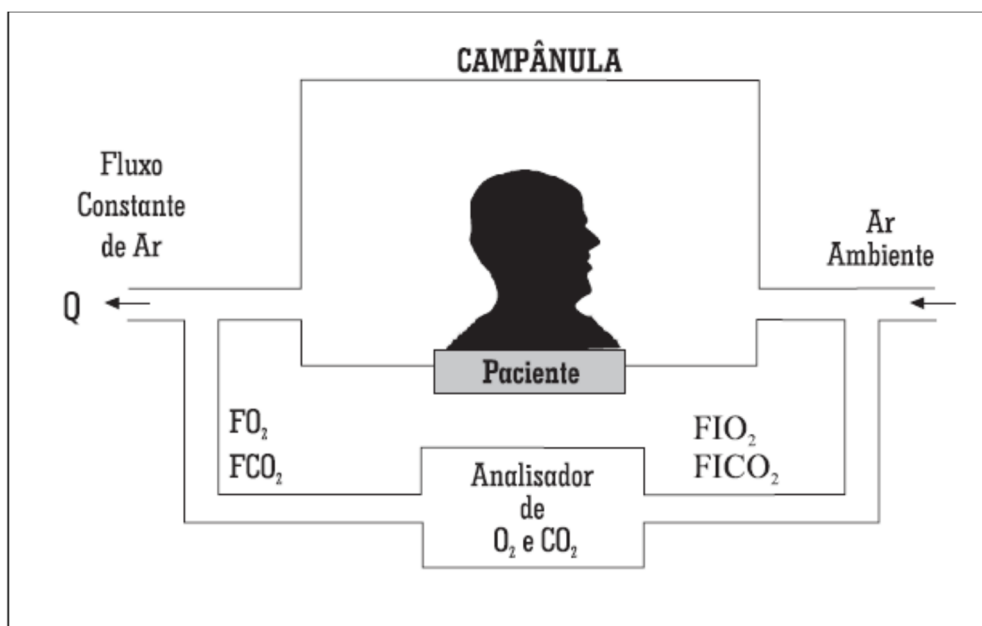 CAMPÂNULA
Fluxo
Constante
de Ar
Ar
Ambiente
Q
Paciente
FO₂
FCO₂
FIO₂
FICO₂
Analisador
de
O₂ e CO₂